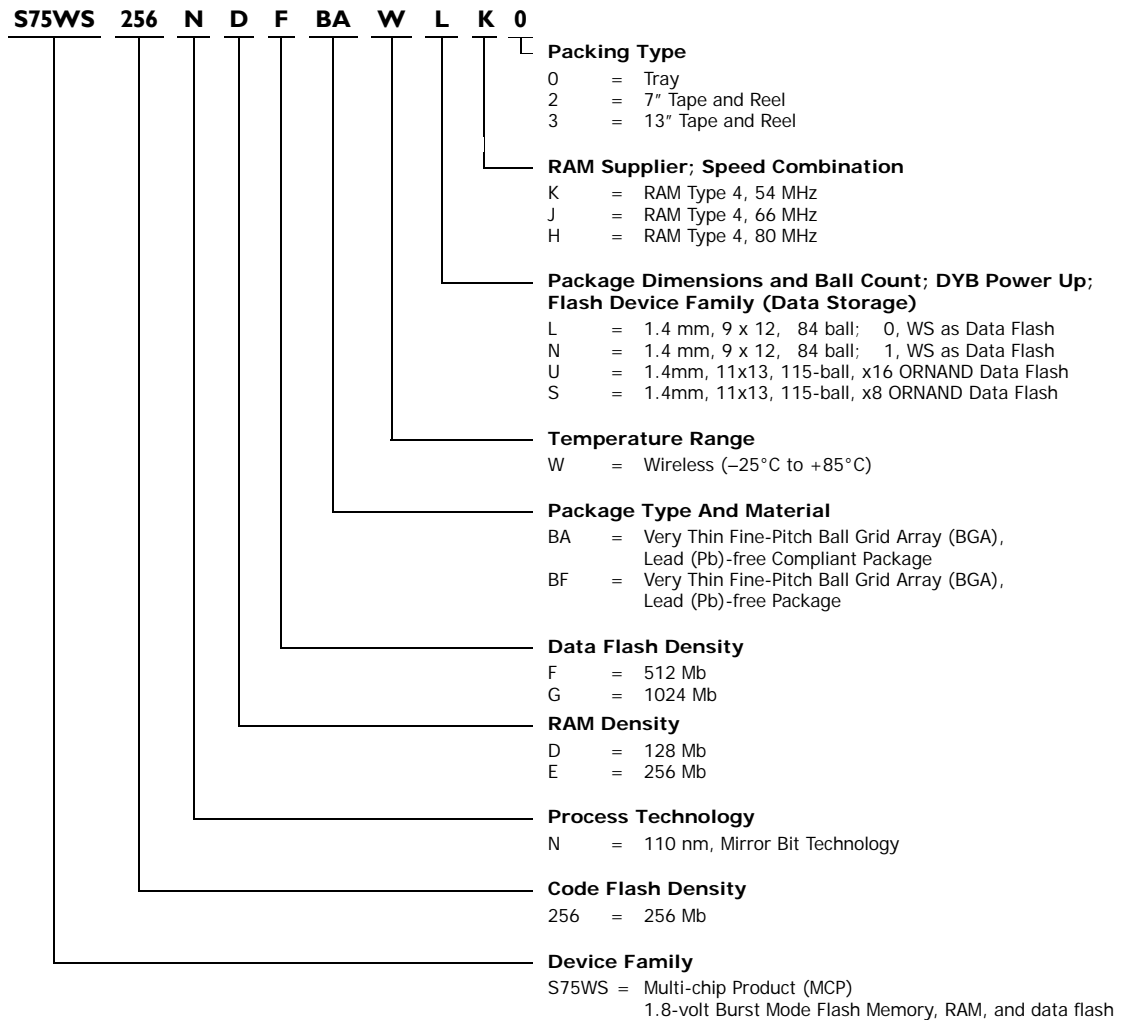 S75WS 256 N D F BA W L K 0
Packing Type
0 = Tray
2 = 7″ Tape and Reel
3 = 13″ Tape and Reel
RAM Supplier; Speed Combination
K = RAM Type 4, 54 MHz
J = RAM Type 4, 66 MHz
H = RAM Type 4, 80 MHz
Package Dimensions and Ball Count; DYB Power Up;
Flash Device Family (Data Storage)
L = 1.4 mm, 9 x 12, 84 ball; 0, WS as Data Flash
N = 1.4 mm, 9 x 12, 84 ball; 1, WS as Data Flash
U = 1.4mm, 11x13, 115-ball, x16 ORNAND Data Flash
S = 1.4mm, 11x13, 115-ball, x8 ORNAND Data Flash
Temperature Range
W = Wireless (–25°C to +85°C)
Package Type And Material
BA = Very Thin Fine-Pitch Ball Grid Array (BGA),
Lead (Pb)-free Compliant Package
BF = Very Thin Fine-Pitch Ball Grid Array (BGA),
Lead (Pb)-free Package
Data Flash Density
F = 512 Mb
G = 1024 Mb
RAM Density
D = 128 Mb
E = 256 Mb
Process Technology
N = 110 nm, Mirror Bit Technology
Code Flash Density
256 = 256 Mb
Device Family
S75WS = Multi-chip Product (MCP)
1.8-volt Burst Mode Flash Memory, RAM, and data flash